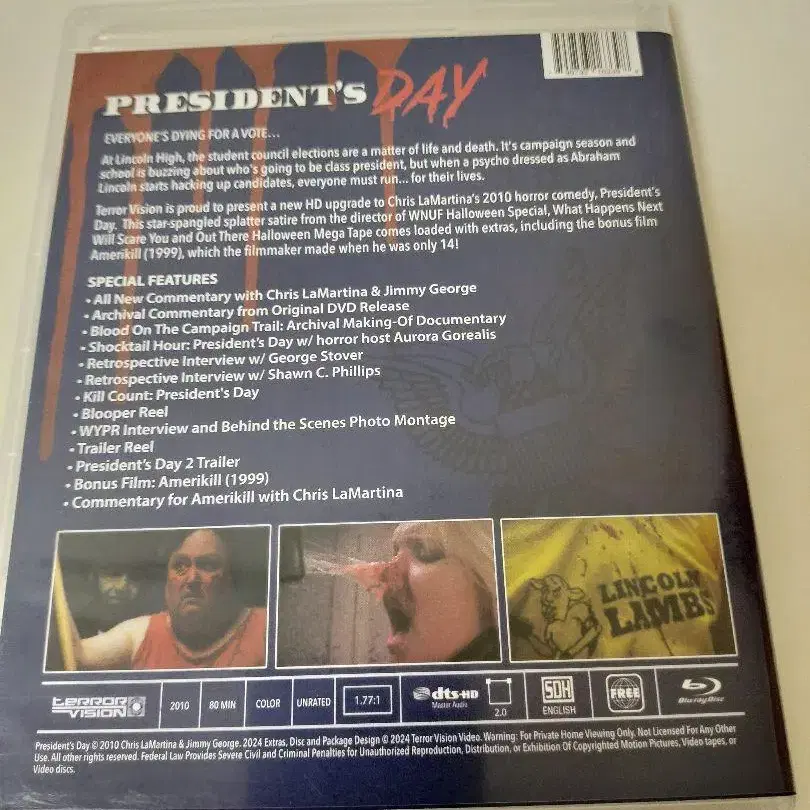 PRESIDENT'S DAY
EVERYONE'S DYING FOR A VOTE...
At Lincoln High, the student council elections are a matter of life and death. It's campaign season and
school is buzzing about who's going to be class president, but when a psycho dressed as Abraham
Lincoln starts hacking up candidates, everyone must run... for their lives.
Terror Vision is proud to present a new HD upgrade to Chris LaMartina's 2010 horror comedy, President's
Day. This star-spangled splatter satire from the director of WNUF Halloween Special, What Happens Next
Will Scare You and Out There Halloween Mega Tape comes loaded with extras, including the bonus film
Amerikill (1999), which the filmmaker made when he was only 14!
SPECIAL FEATURES
• All New Commentary with Chris LaMartina & Jimmy George
• Archival Commentary from Original DVD Release
• Blood On The Campaign Trail: Archival Making-Of Documentary
• Shocktail Hour: President's Day w/ horror host Aurora Gorealis
• Retrospective Interview w/ George Stover
• Retrospective Interview w/ Shawn C. Phillips
• Kill Count: President's Day
• Blooper Reel
• WYPR Interview and Behind the Scenes Photo Montage
• Trailer Reel
• President's Day 2 Trailer
• Bonus Film: Amerikill (1999)
• Commentary for Amerikill with Chris LaMartina
LINCOLN
LAMBS
TERROR VISION 2010 80 MIN COLOR UNRATED 1.77:1 dts-HD Master Audio 2.0 SDH ENGLISH FREE Blu-ray Disc
President's Day © 2010 Chris LaMartina & Jimmy George. 2024 Extras, Disc and Package Design © 2024 Terror Vision Video. Warning: For Private Home Viewing Only. Not Licensed For Any Other
Use. All other rights reserved. Federal Law Provides Severe Civil and Criminal Penalties for Unauthorized Reproduction, Distribution, or Exhibition Of Copyrighted Motion Pictures, Video tapes, or
Video discs.